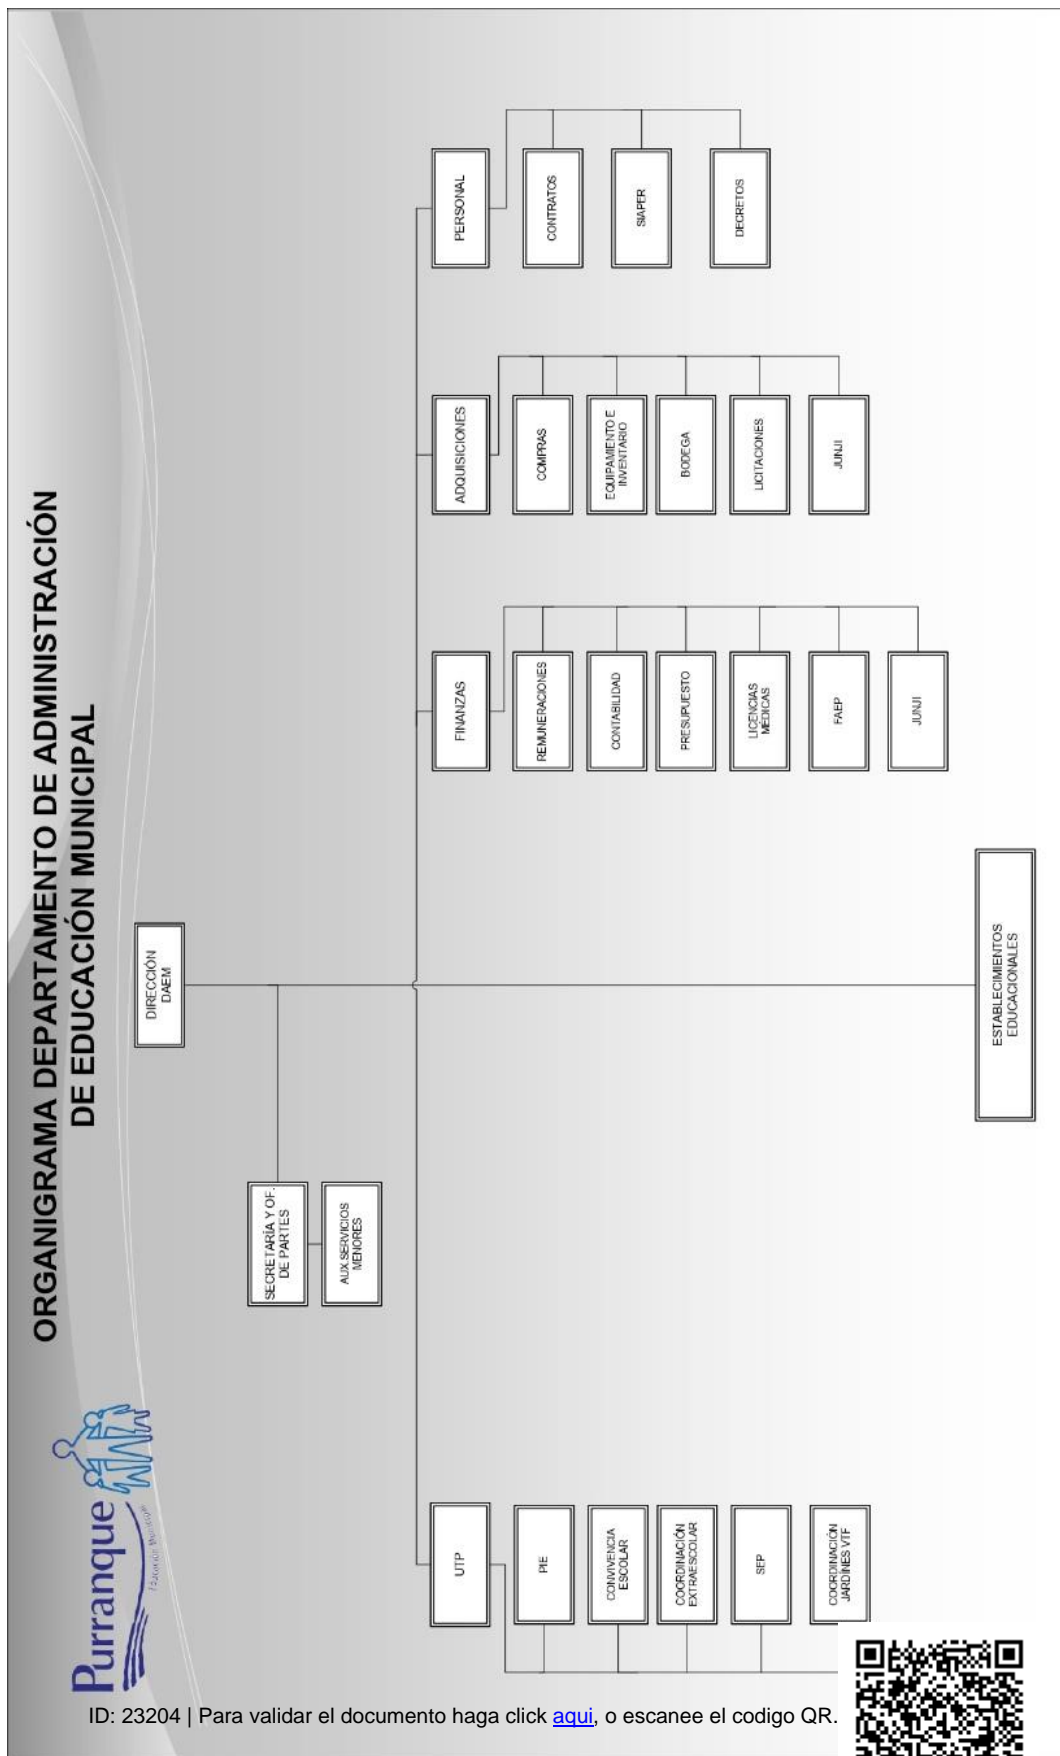 ORGANIGRAMA DEPARTAMENTO DE ADMINISTRACIÓN
DE EDUCACIÓN MUNICIPAL
Purranque
Educación Municipal
DIRECCIÓN
DAEM
SECRETARÍA Y OF.
DE PARTES
AUX.SERVICIOS
MENORES
UTP
PIE
CONVIVENCIA
ESCOLAR
COORDINACIÓN
EXTRAESCOLAR
SEP
COORDINACIÓN
JARDÍNES VTF
FINANZAS
REMUNERACIONES
CONTABILIDAD
PRESUPUESTO
LICENCIAS
MÉDICAS
FAEP
JUNJI
ADQUISICIONES
COMPRAS
EQUIPAMIENTO E
INVENTARIO
BODEGA
LICITACIONES
JUNJI
PERSONAL
CONTRATOS
SIAPER
DECRETOS
ESTABLECIMIENTOS
EDUCACIONALES
ID: 23204 | Para validar el documento haga click aqui, o escanee el codigo QR.